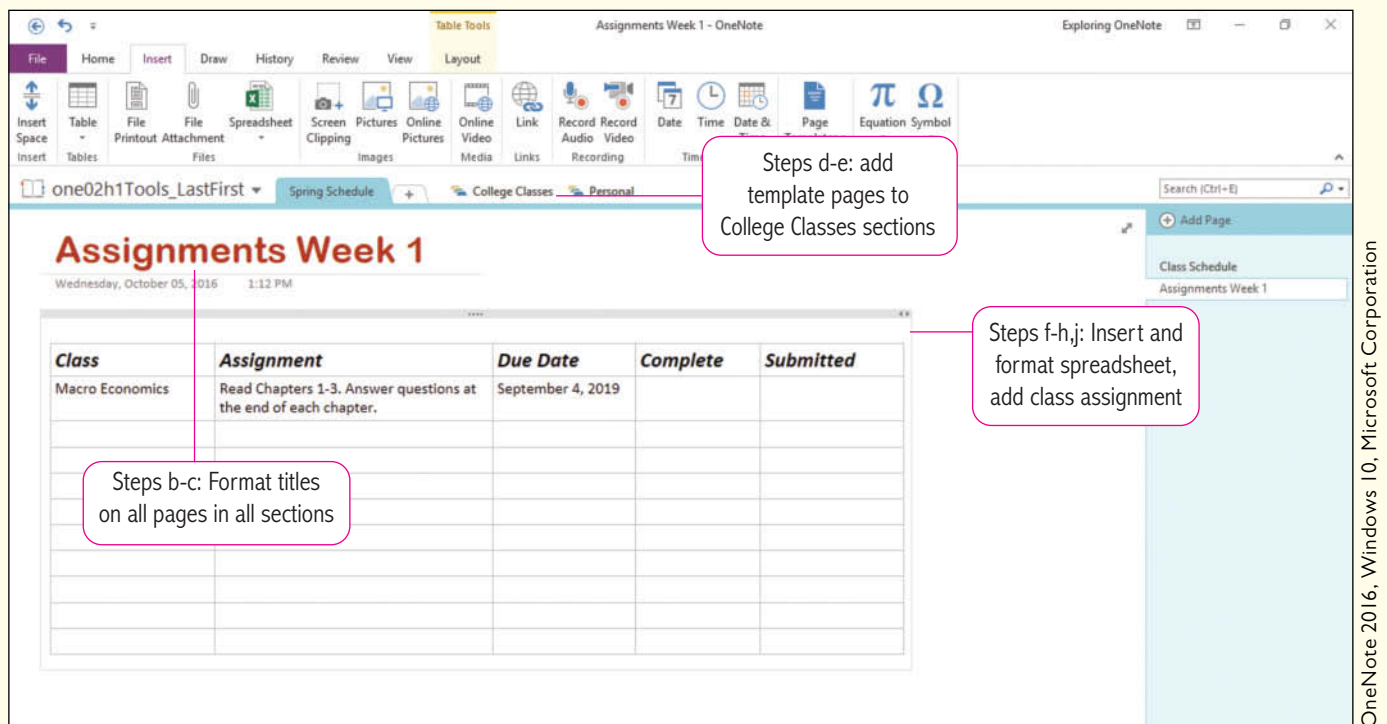 Table Tools
Assignments Week 1 - OneNote
Exploring OneNote
File Home Insert Draw History Review View Layout
Insert Space
Table
File Printout
File Attachment
Spreadsheet
Screen Clipping
Pictures
Online Pictures
Online Video
Link
Record Audio
Record Video
Date
Time
Date &
Page
Equation
Symbol
Insert Tables Files Images Media Links Recording
one02h1Tools_LastFirst
Spring Schedule
+
College Classes
Personal
Search (Ctrl+E)
Steps d-e: add
template pages to
College Classes sections
Add Page
Class Schedule
Assignments Week 1
Assignments Week 1
Wednesday, October 05, 2016 1:12 PM
Class Assignment Due Date Complete Submitted
Macro Economics
Read Chapters 1-3. Answer questions at
the end of each chapter.
September 4, 2019
Steps f-h,j: Insert and
format spreadsheet,
add class assignment
Steps b-c: Format titles
on all pages in all sections
OneNote 2016, Windows 10, Microsoft Corporation